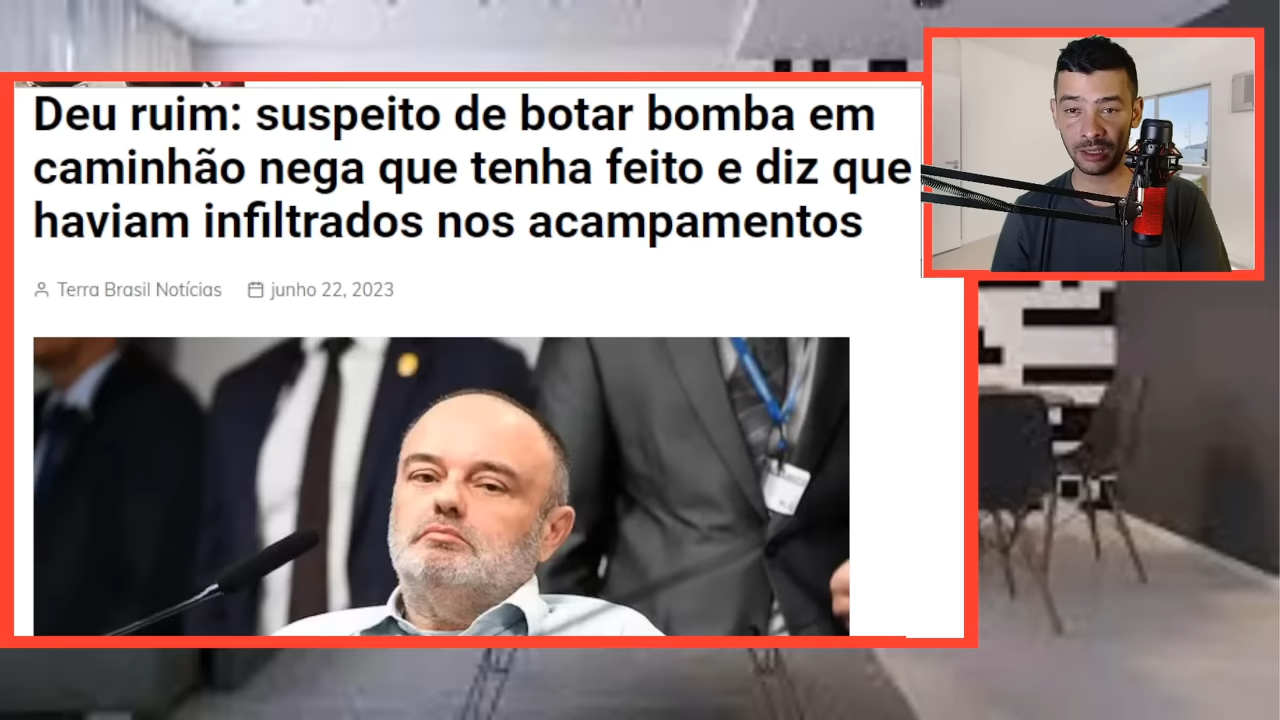 Deu ruim: suspeito de botar bomba em
caminhão nega que tenha feito e diz que
haviam infiltrados nos acampamentos
Terra Brasil Notícias junho 22, 2023